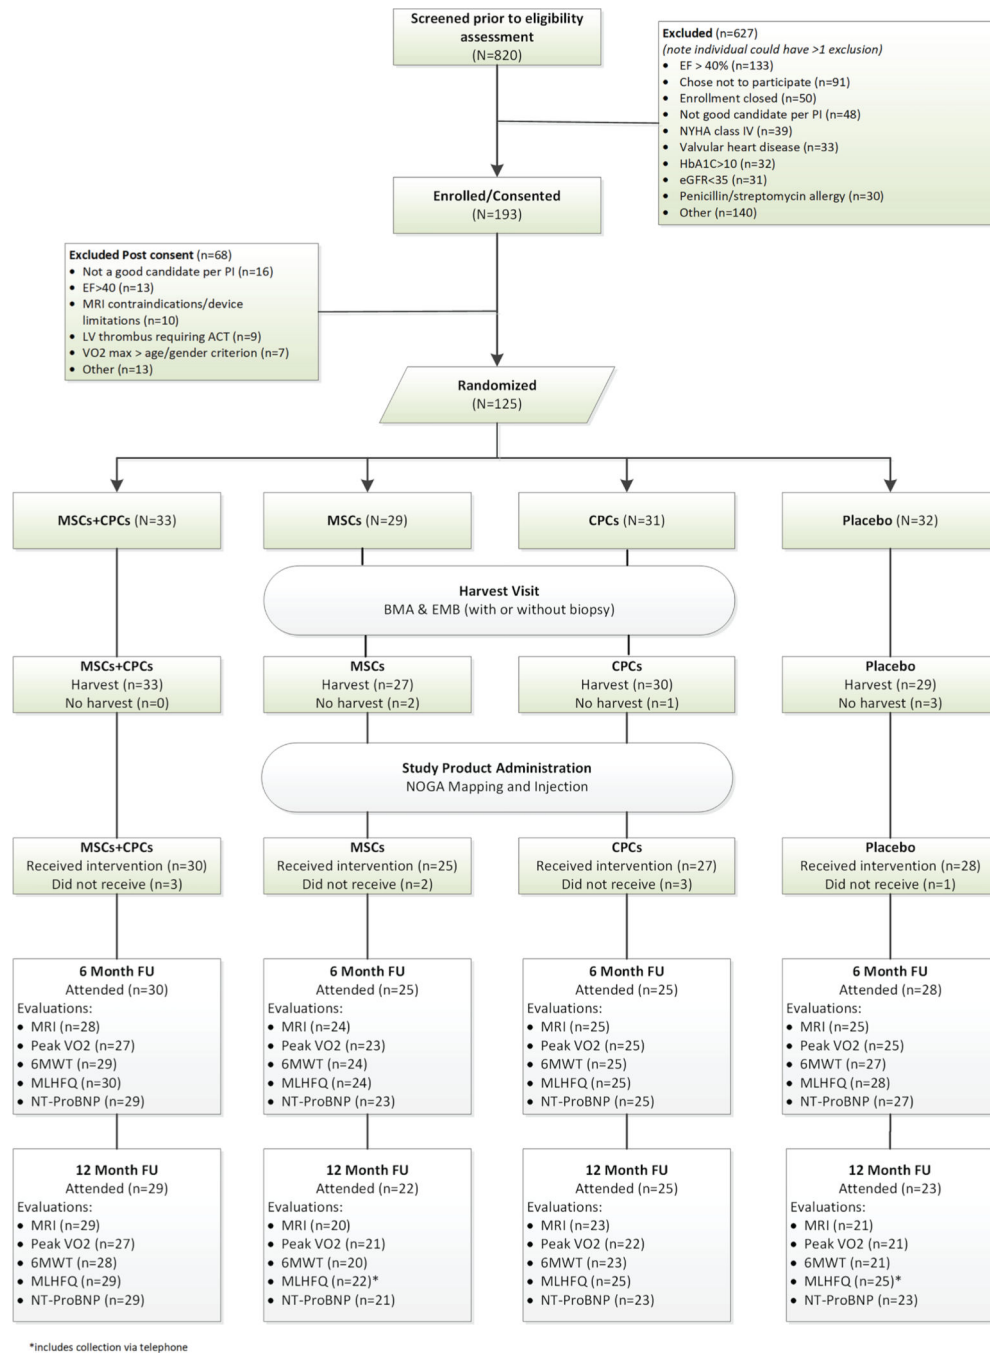 Screened prior to eligibility
assessment
(N=820)
Excluded (n=627)
(note individual could have >1 exclusion)
• EF > 40% (n=133)
• Chose not to participate (n=91)
• Enrollment closed (n=50)
• Not good candidate per PI (n=48)
• NYHA class IV (n=39)
• Valvular heart disease (n=33)
• HbA1C>10 (n=32)
• eGFR<35 (n=31)
• Penicillin/streptomycin allergy (n=30)
• Other (n=140)
Enrolled/Consented
(N=193)
Excluded Post consent (n=68)
• Not a good candidate per PI (n=16)
• EF>40 (n=13)
• MRI contraindications/device
limitations (n=10)
• LV thrombus requiring ACT (n=9)
• VO2 max > age/gender criterion (n=7)
• Other (n=13)
Randomized
(N=125)
MSCs+CPCs (N=33)
MSCs (N=29)
CPCs (N=31)
Placebo (N=32)
Harvest Visit
BMA & EMB (with or without biopsy)
MSCs+CPCs
Harvest (n=33)
No harvest (n=0)
MSCs
Harvest (n=27)
No harvest (n=2)
CPCs
Harvest (n=30)
No harvest (n=1)
Placebo
Harvest (n=29)
No harvest (n=3)
Study Product Administration
NOGA Mapping and Injection
MSCs+CPCs
Received intervention (n=30)
Did not receive (n=3)
MSCs
Received intervention (n=25)
Did not receive (n=2)
CPCs
Received intervention (n=27)
Did not receive (n=3)
Placebo
Received intervention (n=28)
Did not receive (n=1)
6 Month FU
Attended (n=30)
Evaluations:
• MRI (n=28)
• Peak VO2 (n=27)
• 6MWT (n=29)
• MLHFQ (n=30)
• NT-ProBNP (n=29)
6 Month FU
Attended (n=25)
Evaluations:
• MRI (n=24)
• Peak VO2 (n=23)
• 6MWT (n=24)
• MLHFQ (n=24)
• NT-ProBNP (n=23)
6 Month FU
Attended (n=25)
Evaluations:
• MRI (n=25)
• Peak VO2 (n=25)
• 6MWT (n=25)
• MLHFQ (n=25)
• NT-ProBNP (n=25)
6 Month FU
Attended (n=28)
Evaluations:
• MRI (n=25)
• Peak VO2 (n=25)
• 6MWT (n=27)
• MLHFQ (n=28)
• NT-ProBNP (n=27)
12 Month FU
Attended (n=29)
Evaluations:
• MRI (n=29)
• Peak VO2 (n=27)
• 6MWT (n=28)
• MLHFQ (n=29)
• NT-ProBNP (n=29)
12 Month FU
Attended (n=22)
Evaluations:
• MRI (n=20)
• Peak VO2 (n=21)
• 6MWT (n=20)
• MLHFQ (n=22)*
• NT-ProBNP (n=21)
12 Month FU
Attended (n=25)
Evaluations:
• MRI (n=23)
• Peak VO2 (n=22)
• 6MWT (n=23)
• MLHFQ (n=25)
• NT-ProBNP (n=23)
12 Month FU
Attended (n=23)
Evaluations:
• MRI (n=21)
• Peak VO2 (n=21)
• 6MWT (n=21)
• MLHFQ (n=25)*
• NT-ProBNP (n=23)
*includes collection via telephone